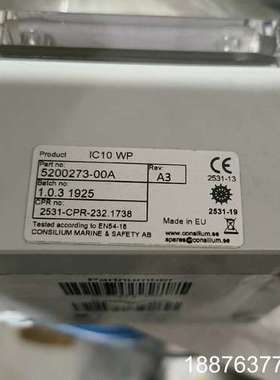 Product IC10 WP
Part no: Rev:
5200273-00A A3
Batch no
1.0.3 1925
CPR no:
2531-CPR-232.1738
Tested according to EN54-18
CONSILIUM MARINE & SAFETY AB
2531-13
2531-19
Made in EU
www.consilium.se
spares@consilium.se
Partnumber
18876377